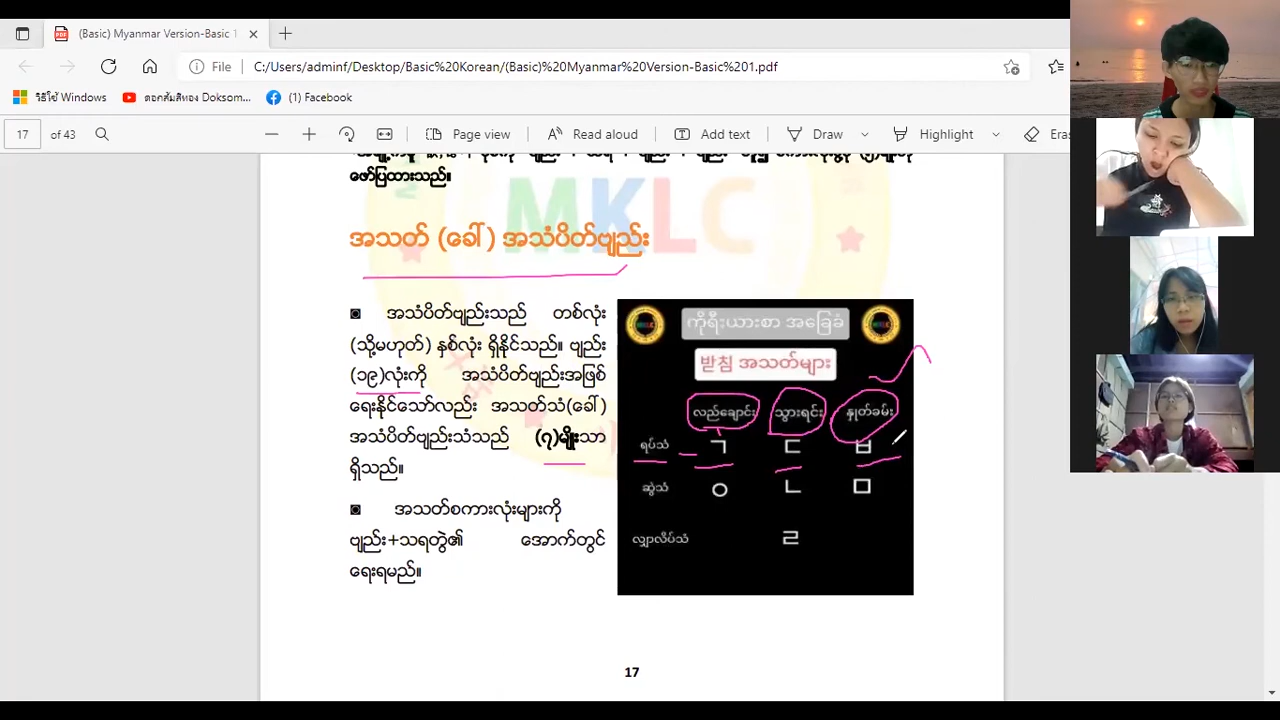 (Basic) Myanmar Version-Basic 1
File C:/Users/adminf/Desktop/Basic%20Korean/(Basic)%20Myanmar%20Version-Basic%201.pdf
วิธีใช้ Windows ดอกส้มสีทอง Doksom... (1) Facebook
17 of 43 Page view Read aloud Add text Draw Highlight Eras
ဖော်ပြထားသည်။
MKLC
အသတ် (ခေါ်) အသံပိတ်ဗျည်း
◙ အသံပိတ်ဗျည်းသည် တစ်လုံး
(သို့မဟုတ်) နှစ်လုံး ရှိနိုင်သည်။ ဗျည်း
(၁၉)လုံးကို အသံပိတ်ဗျည်းအဖြစ်
ရေးနိုင်သော်လည်း အသတ်သံ(ခေါ်)
အသံပိတ်ဗျည်းသံသည် (၇)မျိုးသာ
ရှိသည်။
◙ အသတ်စကားလုံးများကို
ဗျည်း+သရတွဲ၏ အောက်တွင်
ရေးရမည်။
ကိုရီးယားစာ အခြေခံ
받침 အသတ်များ
လည်ချောင်း သွားရင်း နှုတ်ခမ်း
ရပ်သံ ㄱ ㄷ ㅂ
ဆွဲသံ ㅇ ㄴ ㅁ
လျှာလိပ်သံ ㄹ
17